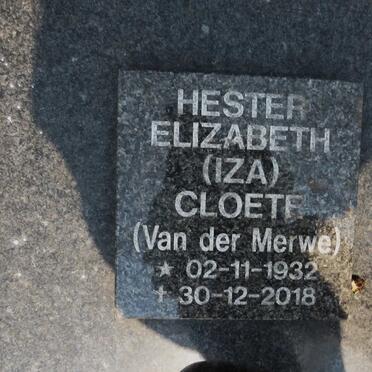 HESTER
ELIZABETH
(IZA)
CLOETE
(Van der Merwe)
★ 02-11-1932
✝ 30-12-2018